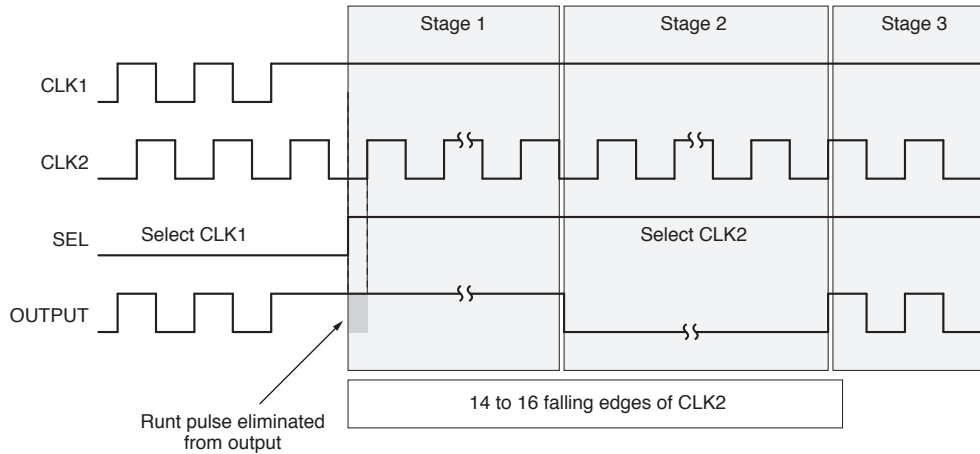 Stage 1
Stage 2
Stage 3
CLK1
CLK2
SEL
Select CLK1
Select CLK2
OUTPUT
14 to 16 falling edges of CLK2
Runt pulse eliminated
from output